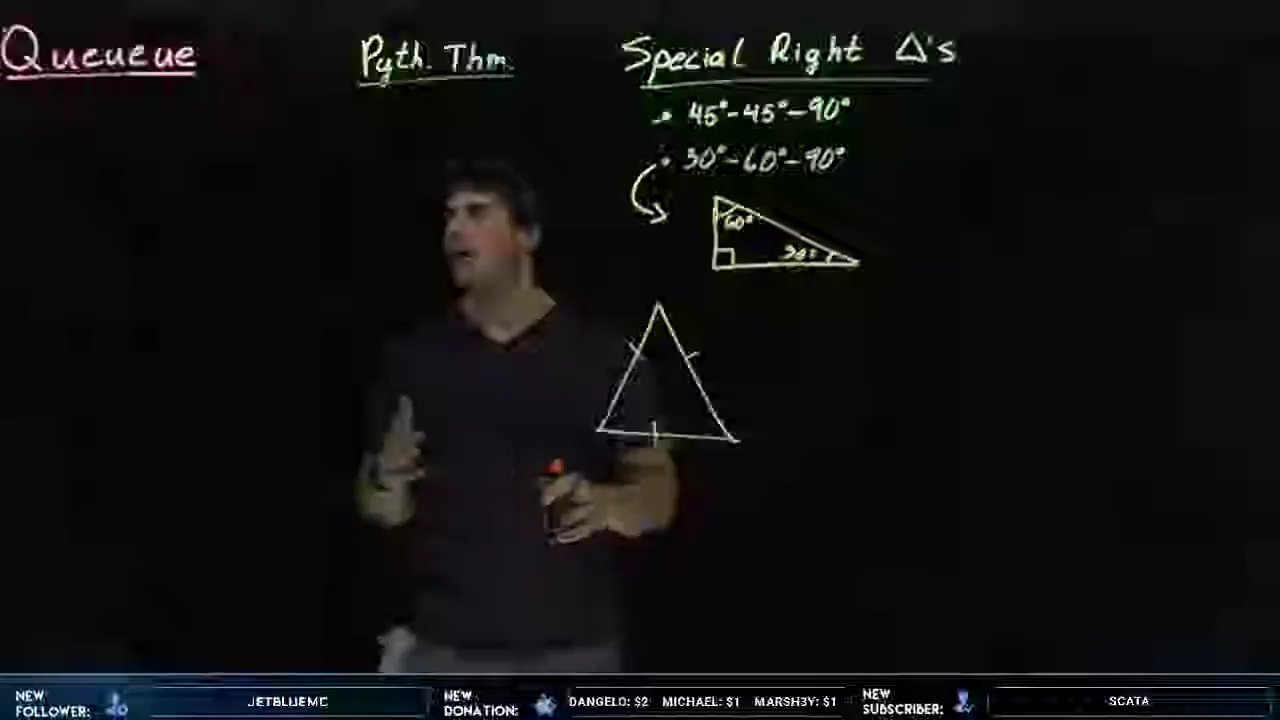 Queueue
Pyth. Thm.
Special Right Δ's
• 45°-45°-90°
• 30°-60°-90°
60°
30°
NEW FOLLOWER:
JETBLUEMC
NEW DONATION:
DANGELO: $2 MICHAEL: $1 MARSH3Y: $1
NEW SUBSCRIBER:
SCATA